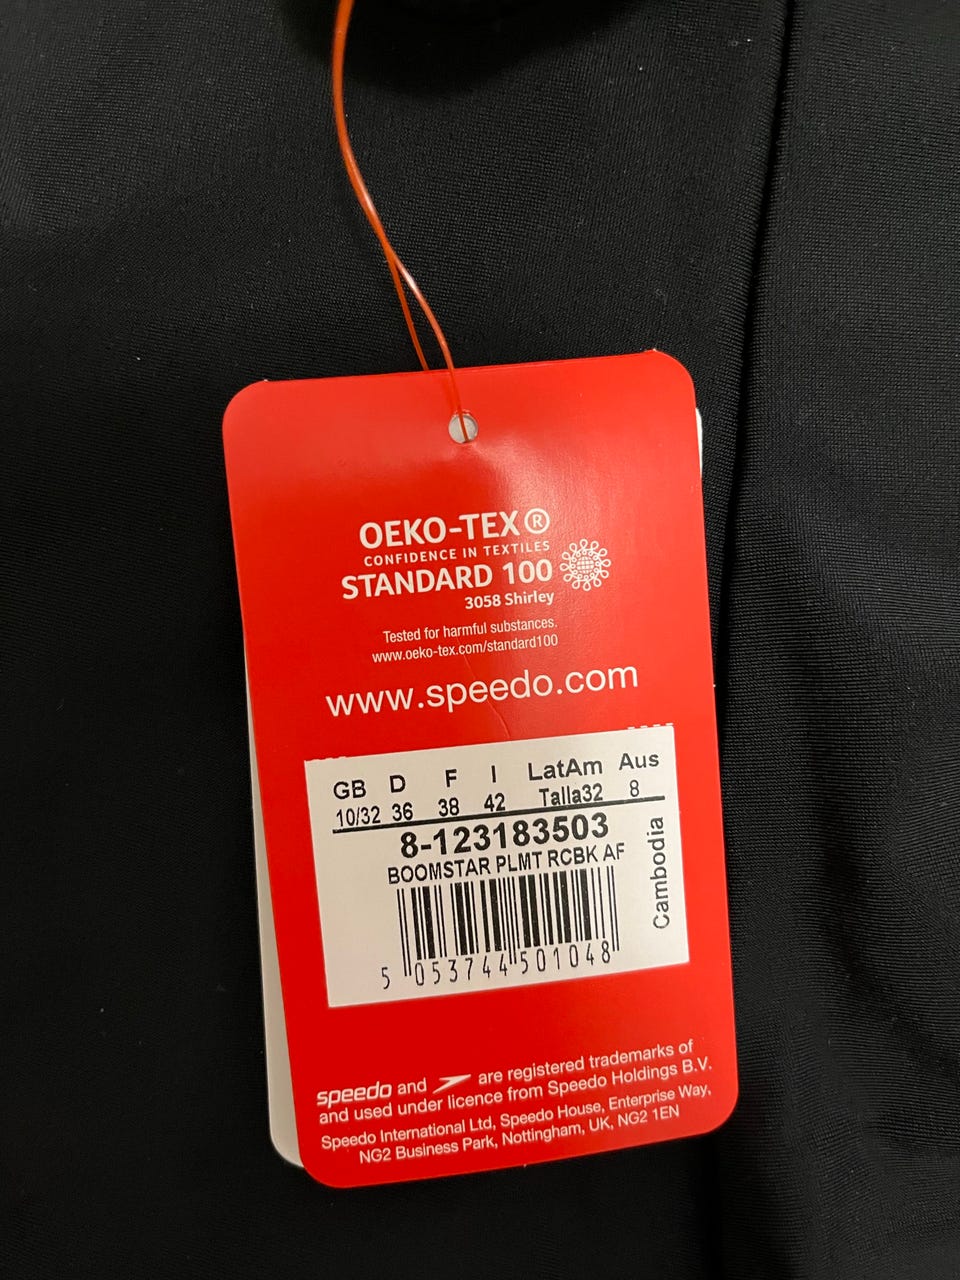 OEKO-TEX®
CONFIDENCE IN TEXTILES
STANDARD 100
3058 Shirley
Tested for harmful substances.
www.oeko-tex.com/standard100
www.speedo.com
GB D F I LatAm Aus
10/32 36 38 42 Talla32 8
8-123183503
BOOMSTAR PLMT RCBK AF
Cambodia
5 053744 501048
speedo and are registered trademarks of
and used under licence from Speedo Holdings B.V.
Speedo International Ltd, Speedo House, Enterprise Way,
NG2 Business Park, Nottingham, UK, NG2 1EN